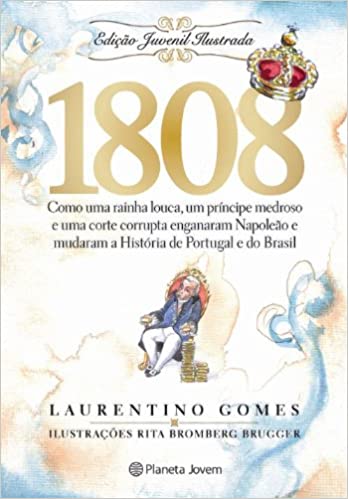 Edição Juvenil Ilustrada
1808
Como uma rainha louca, um príncipe medroso
e uma corte corrupta enganaram Napoleão e
mudaram a História de Portugal e do Brasil
LAURENTINO GOMES
ILUSTRAÇÕES RITA BROMBERG BRUGGER
Planeta Jovem